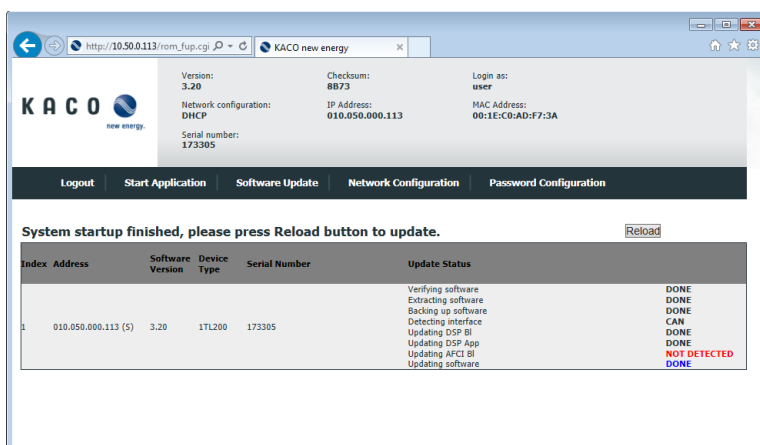 http://10.50.0.113/rom_fup.cgi
KACO new energy
KACO
new energy.
Version:
3.20
Checksum:
8B73
Login as:
user
Network configuration:
DHCP
IP Address:
010.050.000.113
MAC Address:
00:1E:C0:AD:F7:3A
Serial number:
173305
Logout Start Application Software Update Network Configuration Password Configuration
System startup finished, please press Reload button to update. Reload
Index Address Software Version Device Type Serial Number Update Status
1 010.050.000.113 (S) 3.20 1TL200 173305
Verifying software DONE
Extracting software DONE
Backing up software DONE
Detecting interface CAN
Updating DSP Bl DONE
Updating DSP App DONE
Updating AFCI Bl NOT DETECTED
Updating software DONE